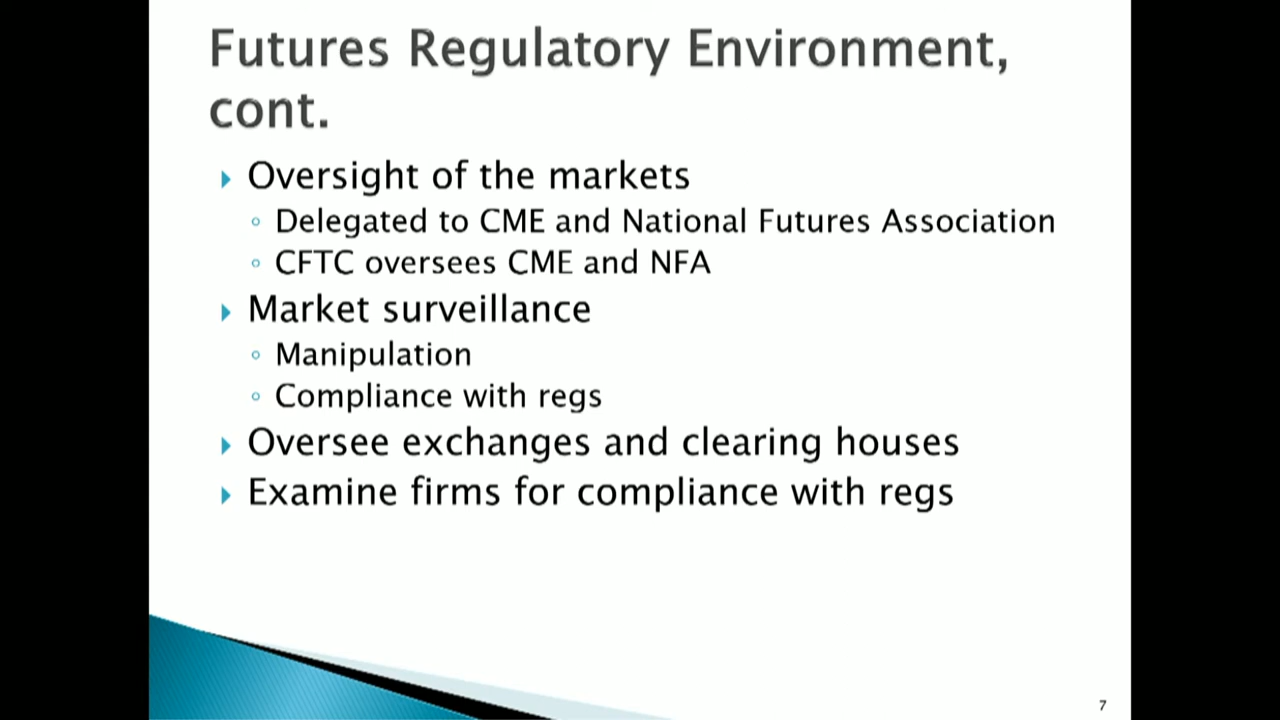 Futures Regulatory Environment,
cont.
Oversight of the markets
Delegated to CME and National Futures Association
CFTC oversees CME and NFA
Market surveillance
Manipulation
Compliance with regs
Oversee exchanges and clearing houses
Examine firms for compliance with regs
7